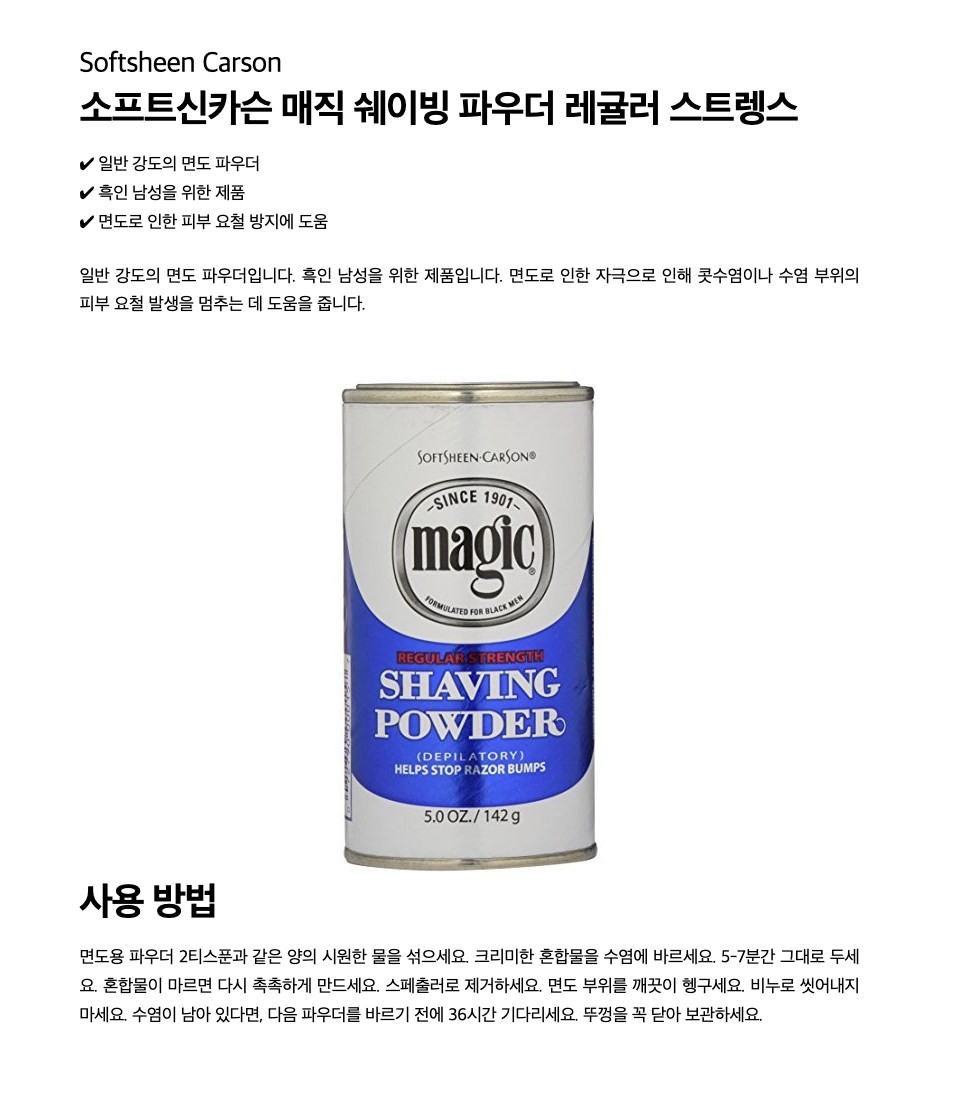 Softsheen Carson
소프트신카슨 매직 쉐이빙 파우더 레귤러 스트렝스
✔ 일반 강도의 면도 파우더
✔ 흑인 남성을 위한 제품
✔ 면도로 인한 피부 요철 방지에 도움
일반 강도의 면도 파우더입니다. 흑인 남성을 위한 제품입니다. 면도로 인한 자극으로 인해 콧수염이나 수염 부위의
피부 요철 발생을 멈추는 데 도움을 줍니다.
SOFTSHEEN·CARSON®
–SINCE 1901–
magic®
FORMULATED FOR BLACK MEN
REGULAR STRENGTH
SHAVING
POWDER
(DEPILATORY)
HELPS STOP RAZOR BUMPS
5.0 OZ./ 142 g
사용 방법
면도용 파우더 2티스푼과 같은 양의 시원한 물을 섞으세요. 크리미한 혼합물을 수염에 바르세요. 5-7분간 그대로 두세
요. 혼합물이 마르면 다시 촉촉하게 만드세요. 스페출러로 제거하세요. 면도 부위를 깨끗이 헹구세요. 비누로 씻어내지
마세요. 수염이 남아 있다면, 다음 파우더를 바르기 전에 36시간 기다리세요. 뚜껑을 꼭 닫아 보관하세요.